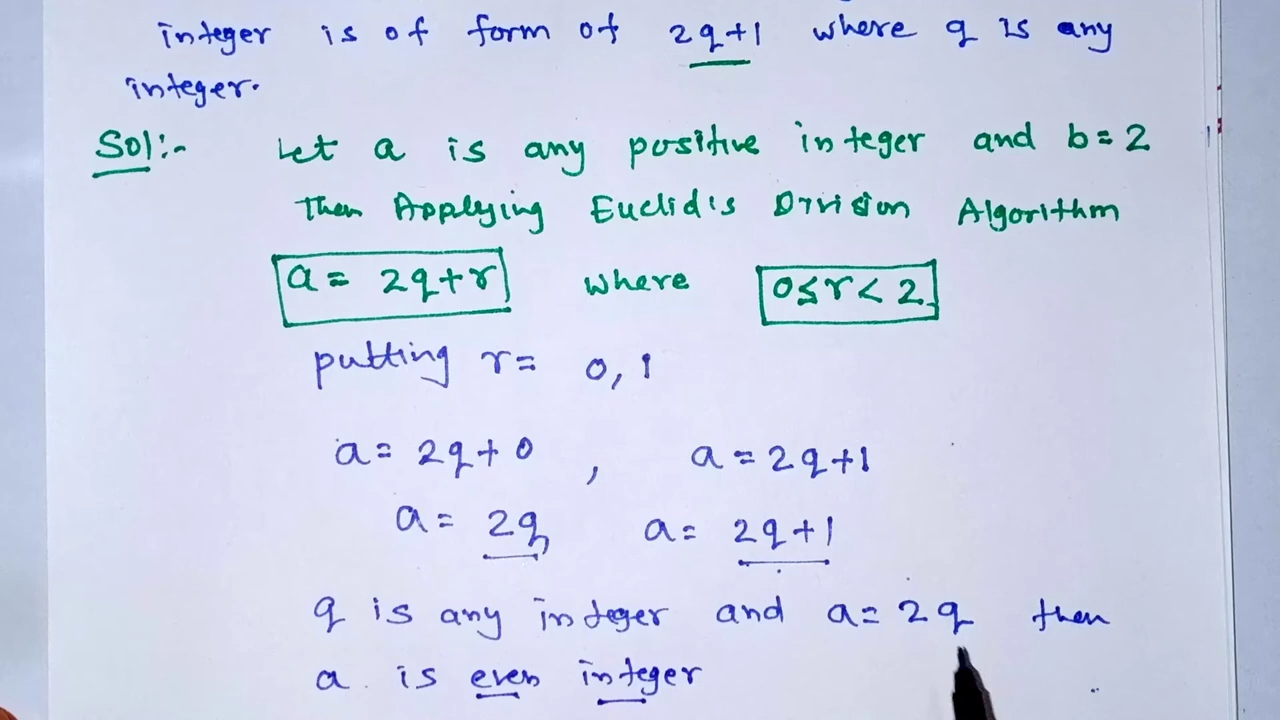 integer is of form of 2q+1 where q is any
integer.
Sol:- Let a is any positive integer and b=2
then Applying Euclid's Division Algorithm
a= 2q+r where 0≤r<2
putting r= 0,1
a= 2q+0 , a=2q+1
a= 2q, a= 2q+1
q is any integer and a=2q then
a is even integer